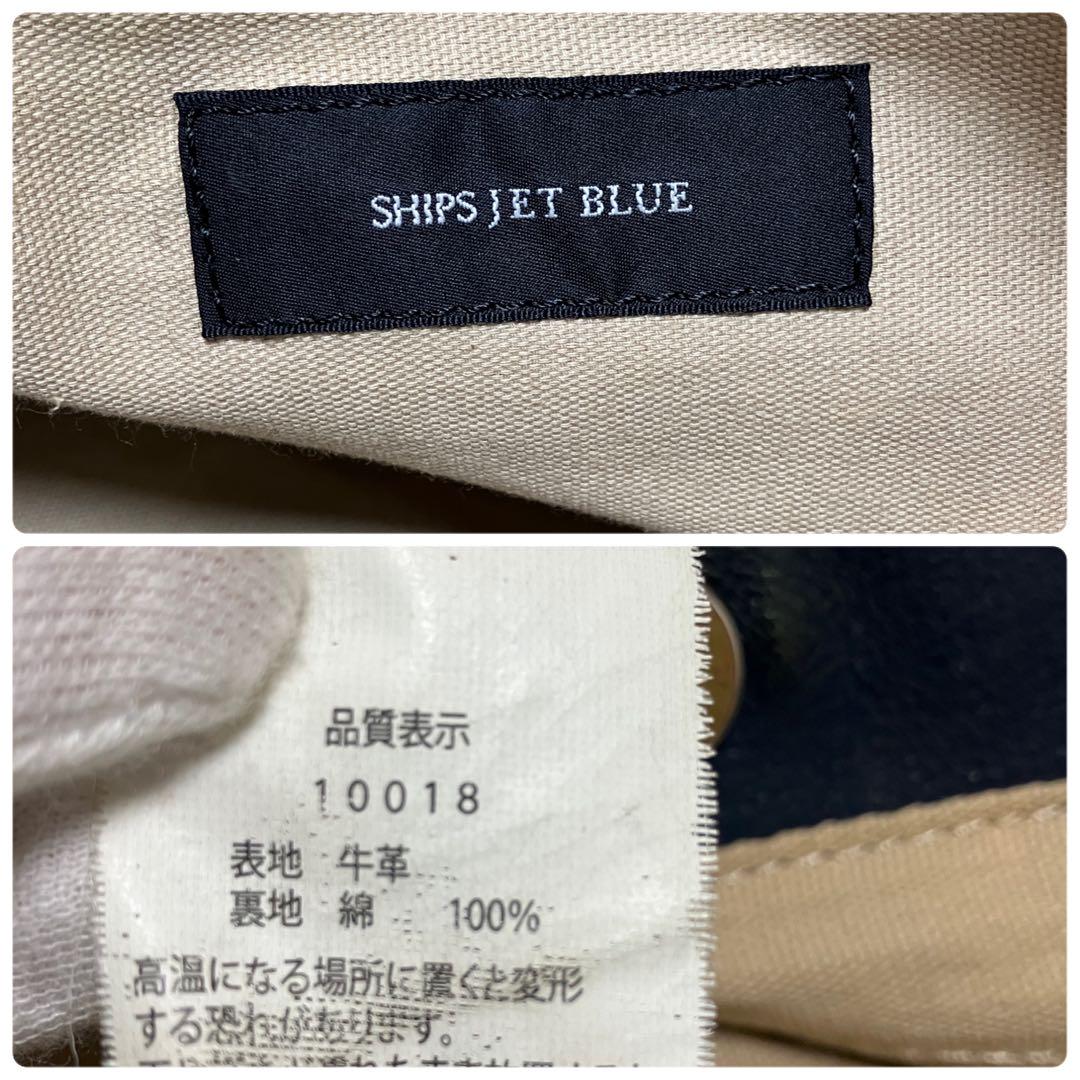 SHIPS JET BLUE
品質表示
10018
表地 牛革
裏地 綿 100%
高温になる場所に置くと変形
する恐れがあります。